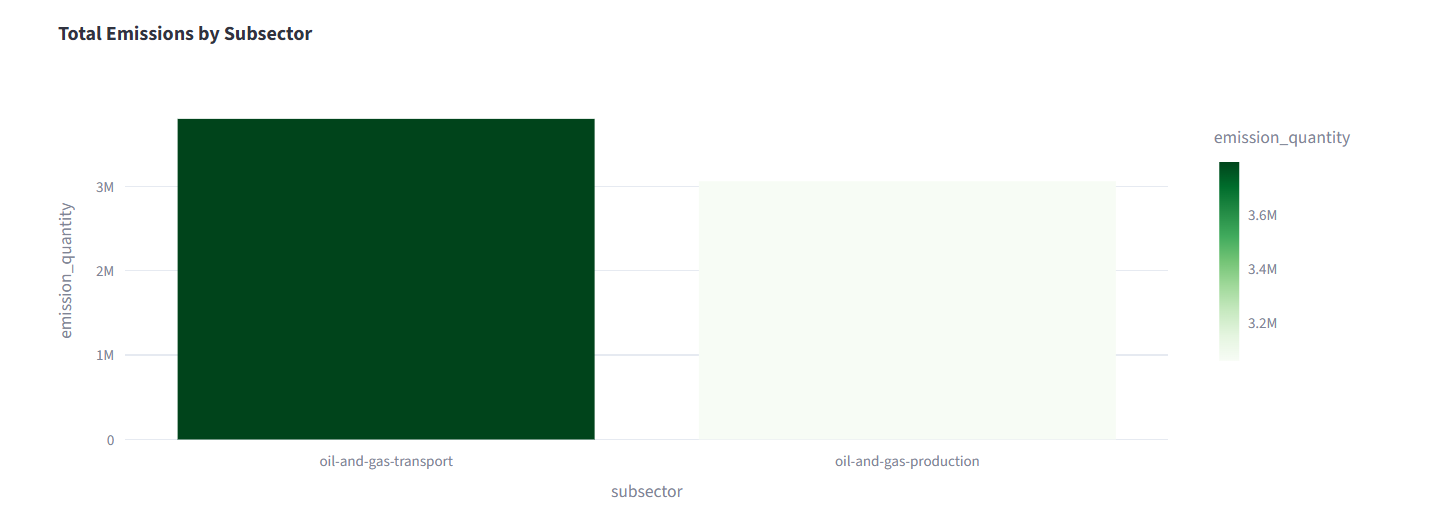 Total Emissions by Subsector
emission_quantity
3M
2M
1M
0
emission_quantity
3.6M
3.4M
3.2M
oil-and-gas-transport
oil-and-gas-production
subsector